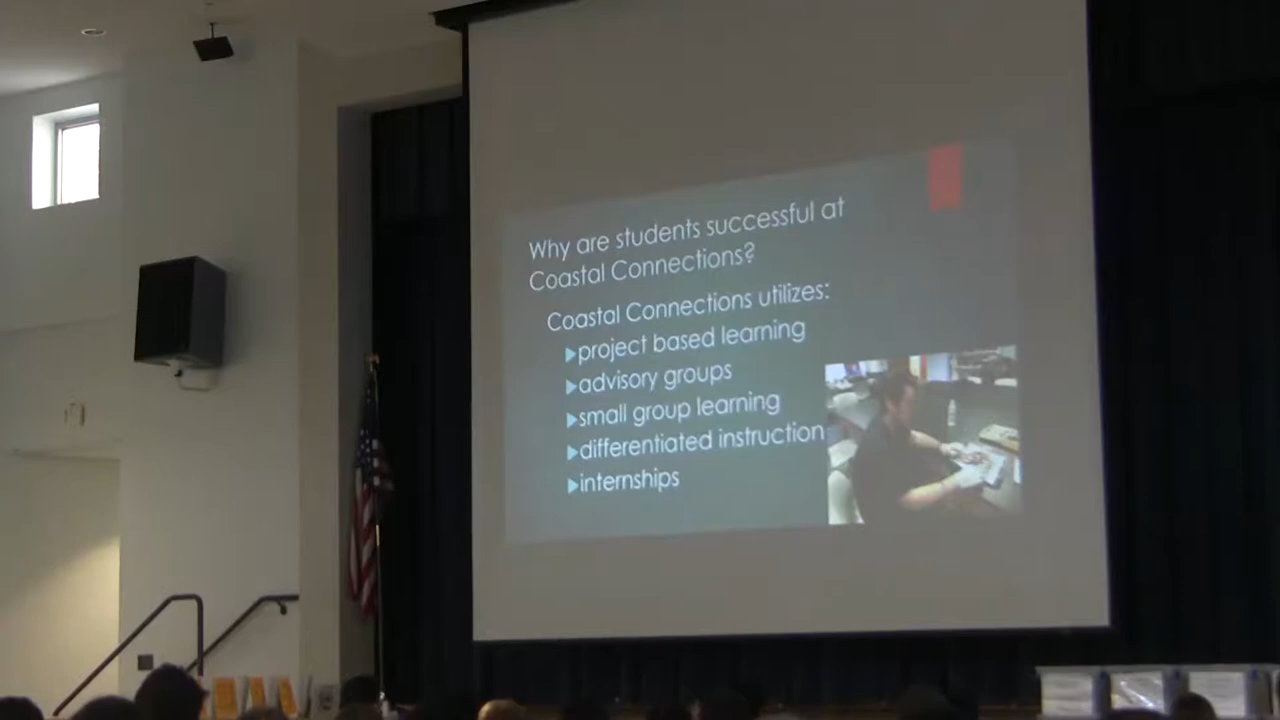 Why are students successful at
Coastal Connections?
Coastal Connections utilizes:
project based learning
advisory groups
small group learning
differentiated instruction
internships